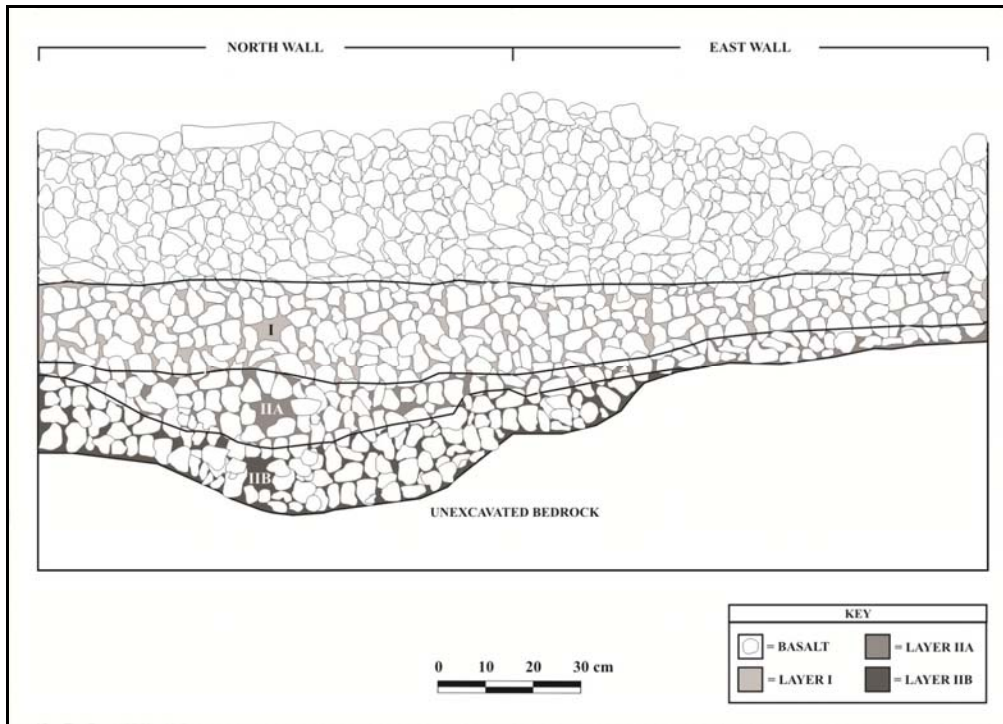 NORTH WALL
EAST WALL
I
IIA
IIB
UNEXCAVATED BEDROCK
KEY
= BASALT
= LAYER IIA
= LAYER I
= LAYER IIB
0 10 20 30 cm